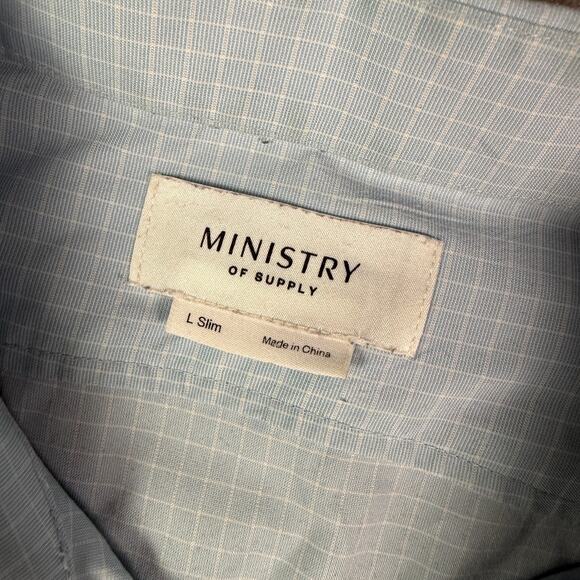 MINISTRY
OF SUPPLY
L Slim
Made in China